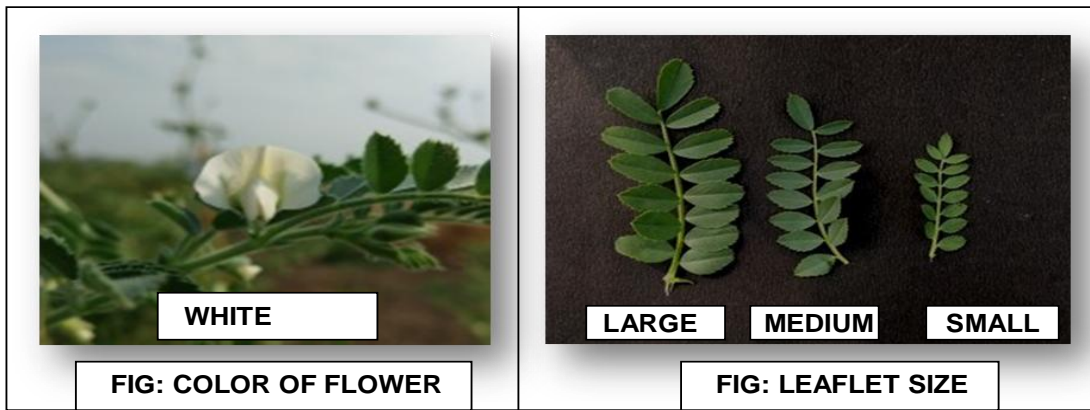 WHITE
FIG: COLOR OF FLOWER
LARGE MEDIUM SMALL
FIG: LEAFLET SIZE